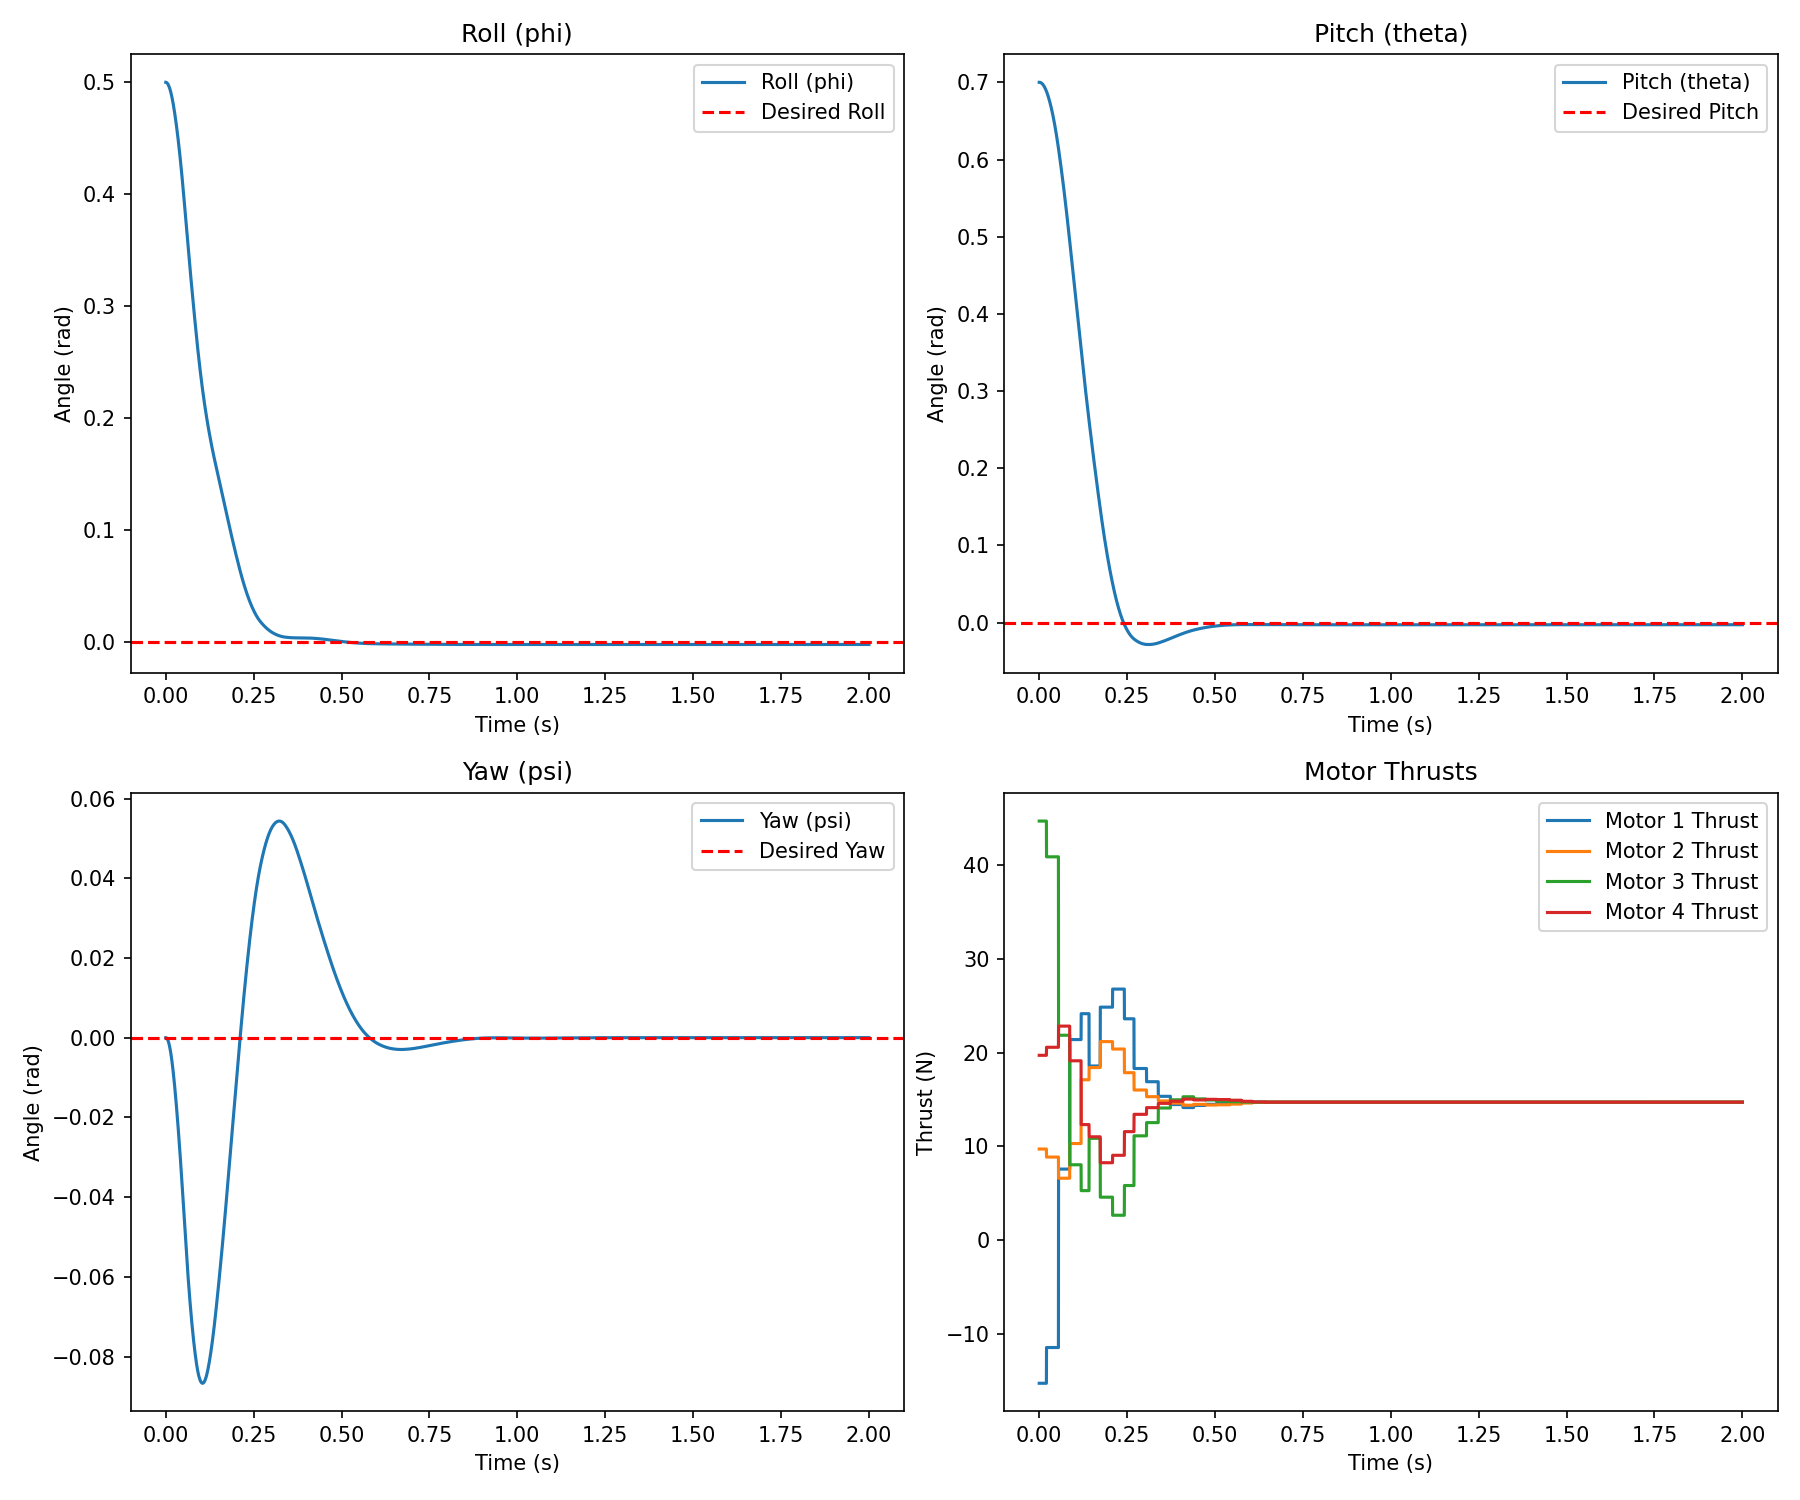 Roll (phi)
0.5
0.4
0.3
0.2
0.1
0.0
Angle (rad)
0.00 0.25 0.50 0.75 1.00 1.25 1.50 1.75 2.00
Time (s)
Roll (phi)
Desired Roll
Pitch (theta)
0.7
0.6
0.5
0.4
0.3
0.2
0.1
0.0
Angle (rad)
0.00 0.25 0.50 0.75 1.00 1.25 1.50 1.75 2.00
Time (s)
Pitch (theta)
Desired Pitch
Yaw (psi)
0.06
0.04
0.02
0.00
−0.02
−0.04
−0.06
−0.08
Angle (rad)
0.00 0.25 0.50 0.75 1.00 1.25 1.50 1.75 2.00
Time (s)
Yaw (psi)
Desired Yaw
Motor Thrusts
40
30
20
10
0
−10
Thrust (N)
0.00 0.25 0.50 0.75 1.00 1.25 1.50 1.75 2.00
Time (s)
Motor 1 Thrust
Motor 2 Thrust
Motor 3 Thrust
Motor 4 Thrust